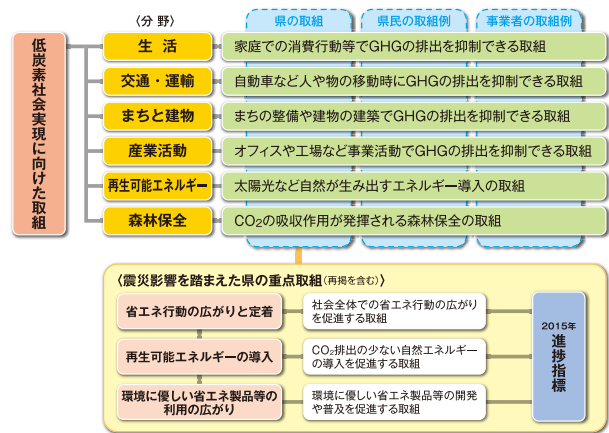 〈分 野〉
県の取組
県民の取組例
事業者の取組例
低炭素社会実現に向けた取組
生 活
家庭での消費行動等でGHGの排出を抑制できる取組
交通・運輸
自動車など人や物の移動時にGHGの排出を抑制できる取組
まちと建物
まちの整備や建物の建築でGHGの排出を抑制できる取組
産業活動
オフィスや工場など事業活動でGHGの排出を抑制できる取組
再生可能エネルギー
太陽光など自然が生み出すエネルギー導入の取組
森林保全
CO2の吸収作用が発揮される森林保全の取組
〈震災影響を踏まえた県の重点取組(再掲を含む)〉
省エネ行動の広がりと定着
社会全体での省エネ行動の広がり
を促進する取組
再生可能エネルギーの導入
CO2排出の少ない自然エネルギー
の導入を促進する取組
環境に優しい省エネ製品等の
利用の広がり
環境に優しい省エネ製品等の開発
や普及を促進する取組
2015年
進捗指標